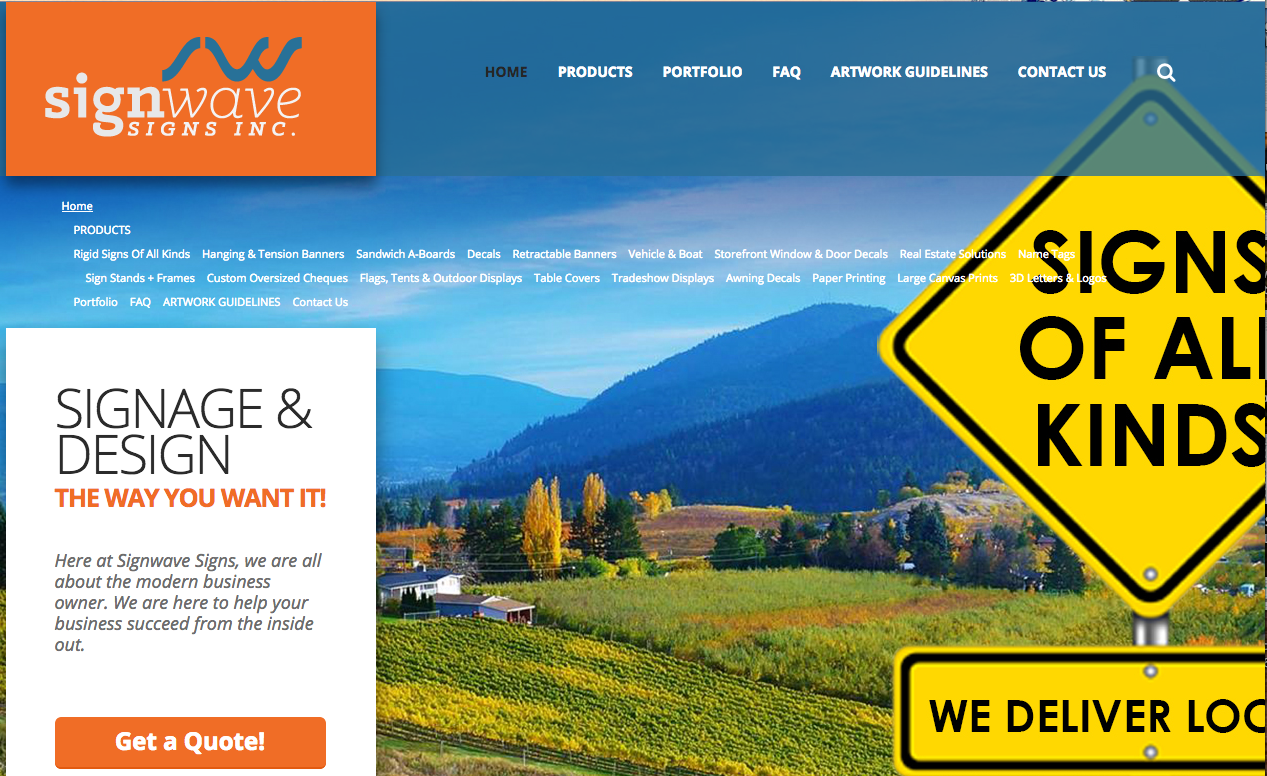 signwave
SIGNS INC.
HOME PRODUCTS PORTFOLIO FAQ ARTWORK GUIDELINES CONTACT US
Home
PRODUCTS
Rigid Signs Of All Kinds Hanging & Tension Banners Sandwich A-Boards Decals Retractable Banners Vehicle & Boat Storefront Window & Door Decals Real Estate Solutions Name Tags
Sign Stands + Frames Custom Oversized Cheques Flags, Tents & Outdoor Displays Table Covers Tradeshow Displays Awning Decals Paper Printing Large Canvas Prints 3D Letters & Logos
Portfolio FAQ ARTWORK GUIDELINES Contact Us
SIGNS
OF ALL
KINDS
SIGNAGE &
DESIGN
THE WAY YOU WANT IT!
Here at Signwave Signs, we are all
about the modern business
owner. We are here to help your
business succeed from the inside
out.
Get a Quote!
WE DELIVER LOC